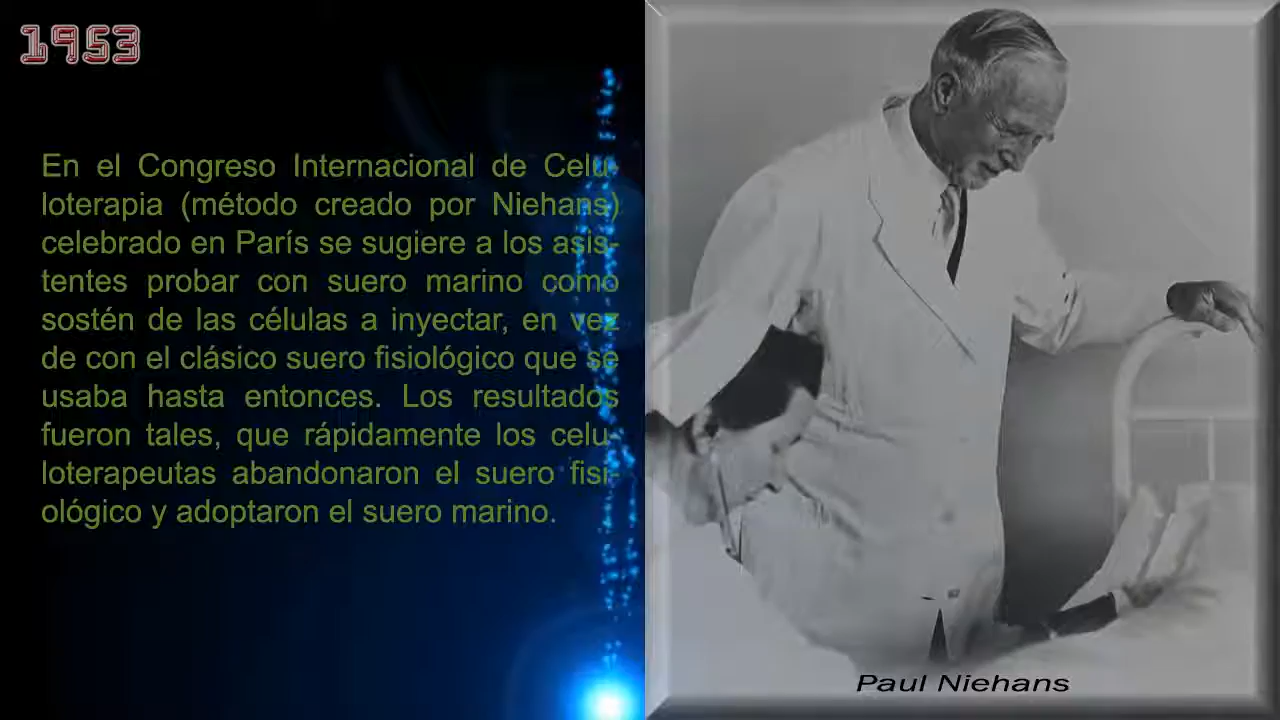 1953
En el Congreso Internacional de Celu-
loterapia (método creado por Niehans)
celebrado en París se sugiere a los asis-
tentes probar con suero marino como
sostén de las células a inyectar, en vez
de con el clásico suero fisiológico que se
usaba hasta entonces. Los resultados
fueron tales, que rápidamente los celu-
loterapeutas abandonaron el suero fisi-
ológico y adoptaron el suero marino.
Paul Niehans